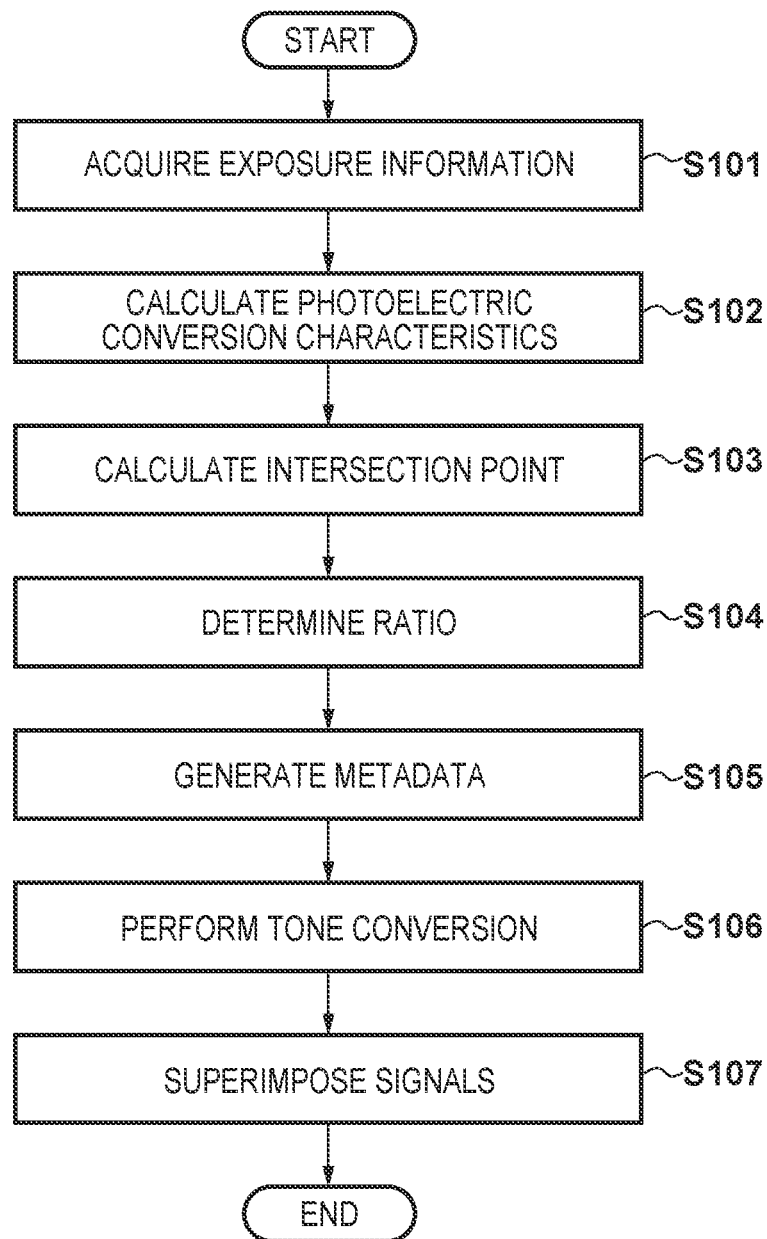 START
ACQUIRE EXPOSURE INFORMATION
S101
CALCULATE PHOTOELECTRIC
CONVERSION CHARACTERISTICS
S102
CALCULATE INTERSECTION POINT
S103
DETERMINE RATIO
S104
GENERATE METADATA
S105
PERFORM TONE CONVERSION
S106
SUPERIMPOSE SIGNALS
S107
END